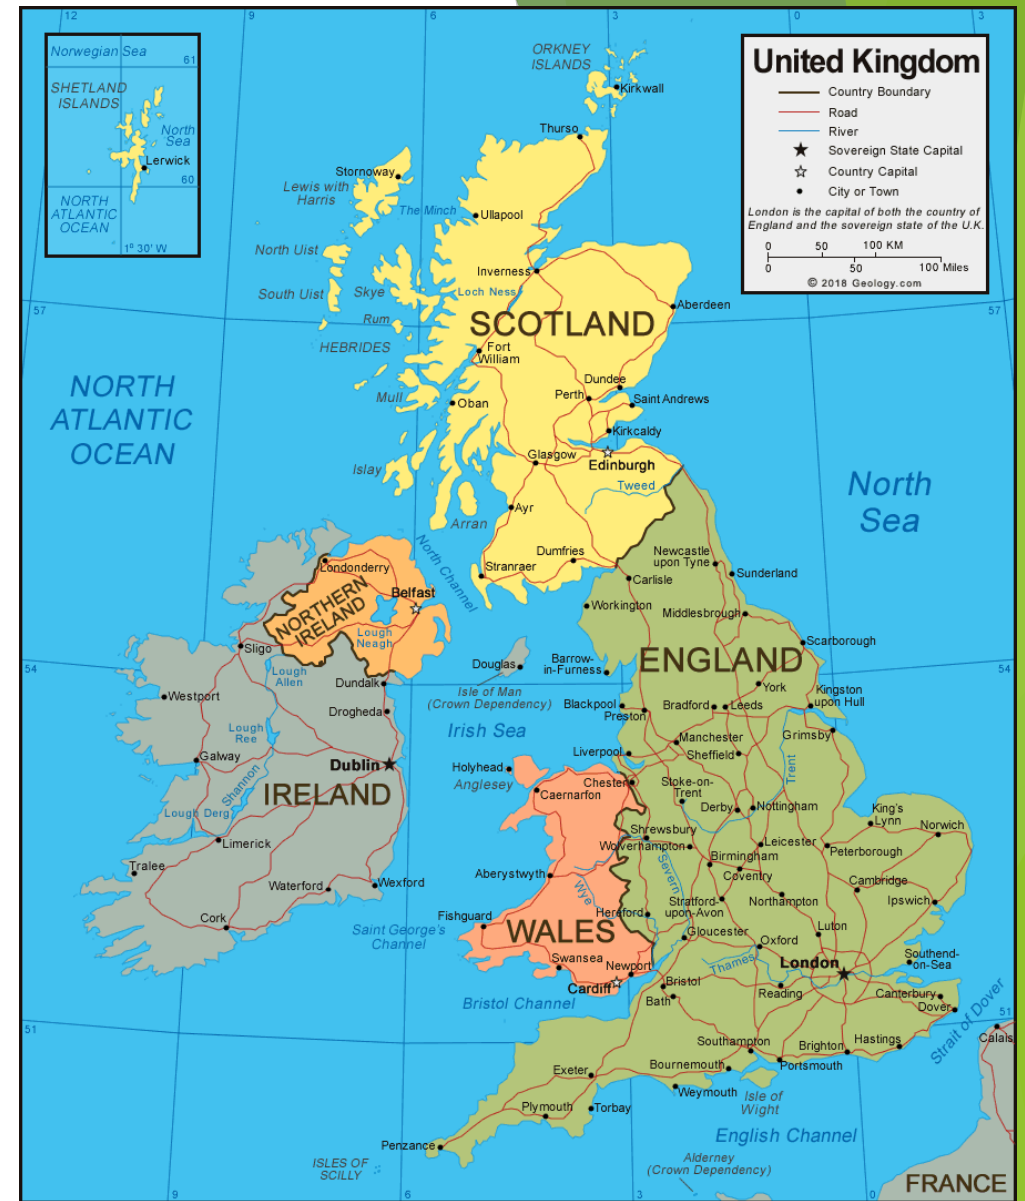 12
9
6
3
0
3
Norwegian Sea
61
SHETLAND
ISLANDS
North
Sea
Lerwick
60
NORTH
ATLANTIC
OCEAN
1° 30' W
United Kingdom
Country Boundary
Road
River
Sovereign State Capital
Country Capital
City or Town
London is the capital of both the country of
England and the sovereign state of the U.K.
0 50 100 KM
0 50 100 Miles
© 2018 Geology.com
ORKNEY
ISLANDS
Kirkwall
Thurso
Stornoway
Lewis with
Harris
The Minch
Ullapool
North Uist
Inverness
Loch Ness
South Uist
Skye
Aberdeen
57
57
Rum
SCOTLAND
HEBRIDES
Fort
William
NORTH
ATLANTIC
OCEAN
Mull
Oban
Dundee
Perth
Saint Andrews
Kirkcaldy
Glasgow
Edinburgh
Islay
Tweed
North
Sea
Arran
Ayr
North Channel
Dumfries
Stranraer
Newcastle
upon Tyne
Sunderland
Carlisle
Londonderry
NORTHERN
IRELAND
Belfast
Lough
Neagh
Workington
Middlesbrough
Scarborough
Sligo
54
54
Lough
Allen
Douglas
Barrow-
in-Furness
ENGLAND
Dundalk
Isle of Man
(Crown Dependency)
York
Westport
Drogheda
Blackpool
Preston
Bradford
Leeds
Kingston
upon Hull
Lough
Ree
Irish Sea
Manchester
Grimsby
Galway
Dublin
Liverpool
Sheffield
Trent
Holyhead
Anglesey
Shannon
IRELAND
Caernarfon
Chester
Stoke-on-
Trent
Lough Derg
Derby
Nottingham
King's
Lynn
Norwich
Limerick
Shrewsbury
Wolverhampton
Leicester
Peterborough
Tralee
Birmingham
Coventry
Severn
Aberystwyth
Wye
Waterford
Wexford
Cambridge
Stratford-
upon-Avon
Northampton
Ipswich
Cork
Fishguard
Hereford
Saint George's
Channel
WALES
Gloucester
Luton
Oxford
Swansea
Newport
Thames
London
Southend-
on-Sea
Cardiff
Bristol
Bath
Reading
Canterbury
Dover
Bristol Channel
Strait of Dover
51
51
Calais
Southampton
Brighton
Hastings
Exeter
Bournemouth
Portsmouth
Weymouth
Isle of
Wight
Plymouth
Torbay
Penzance
English Channel
ISLES OF
SCILLY
Alderney
(Crown Dependency)
FRANCE
9
6
3
0